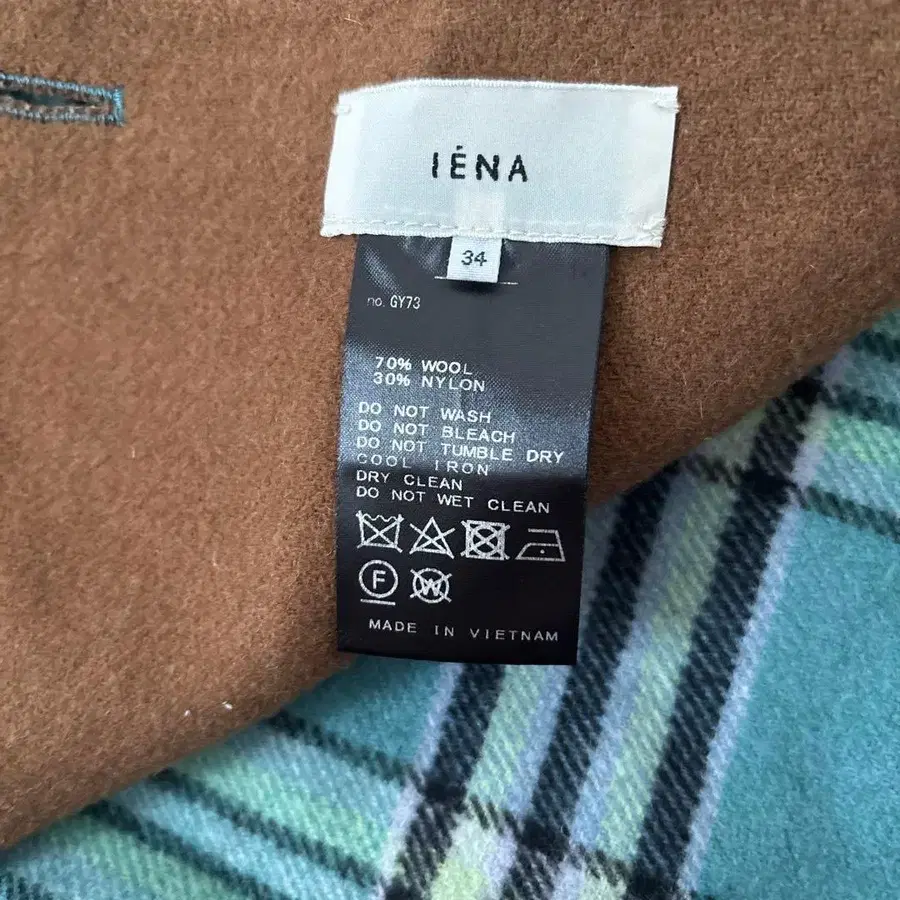 IÉNA
34
no. GY73
70% WOOL
30% NYLON
DO NOT WASH
DO NOT BLEACH
DO NOT TUMBLE DRY
COOL IRON
DRY CLEAN
DO NOT WET CLEAN
F W
MADE IN VIETNAM